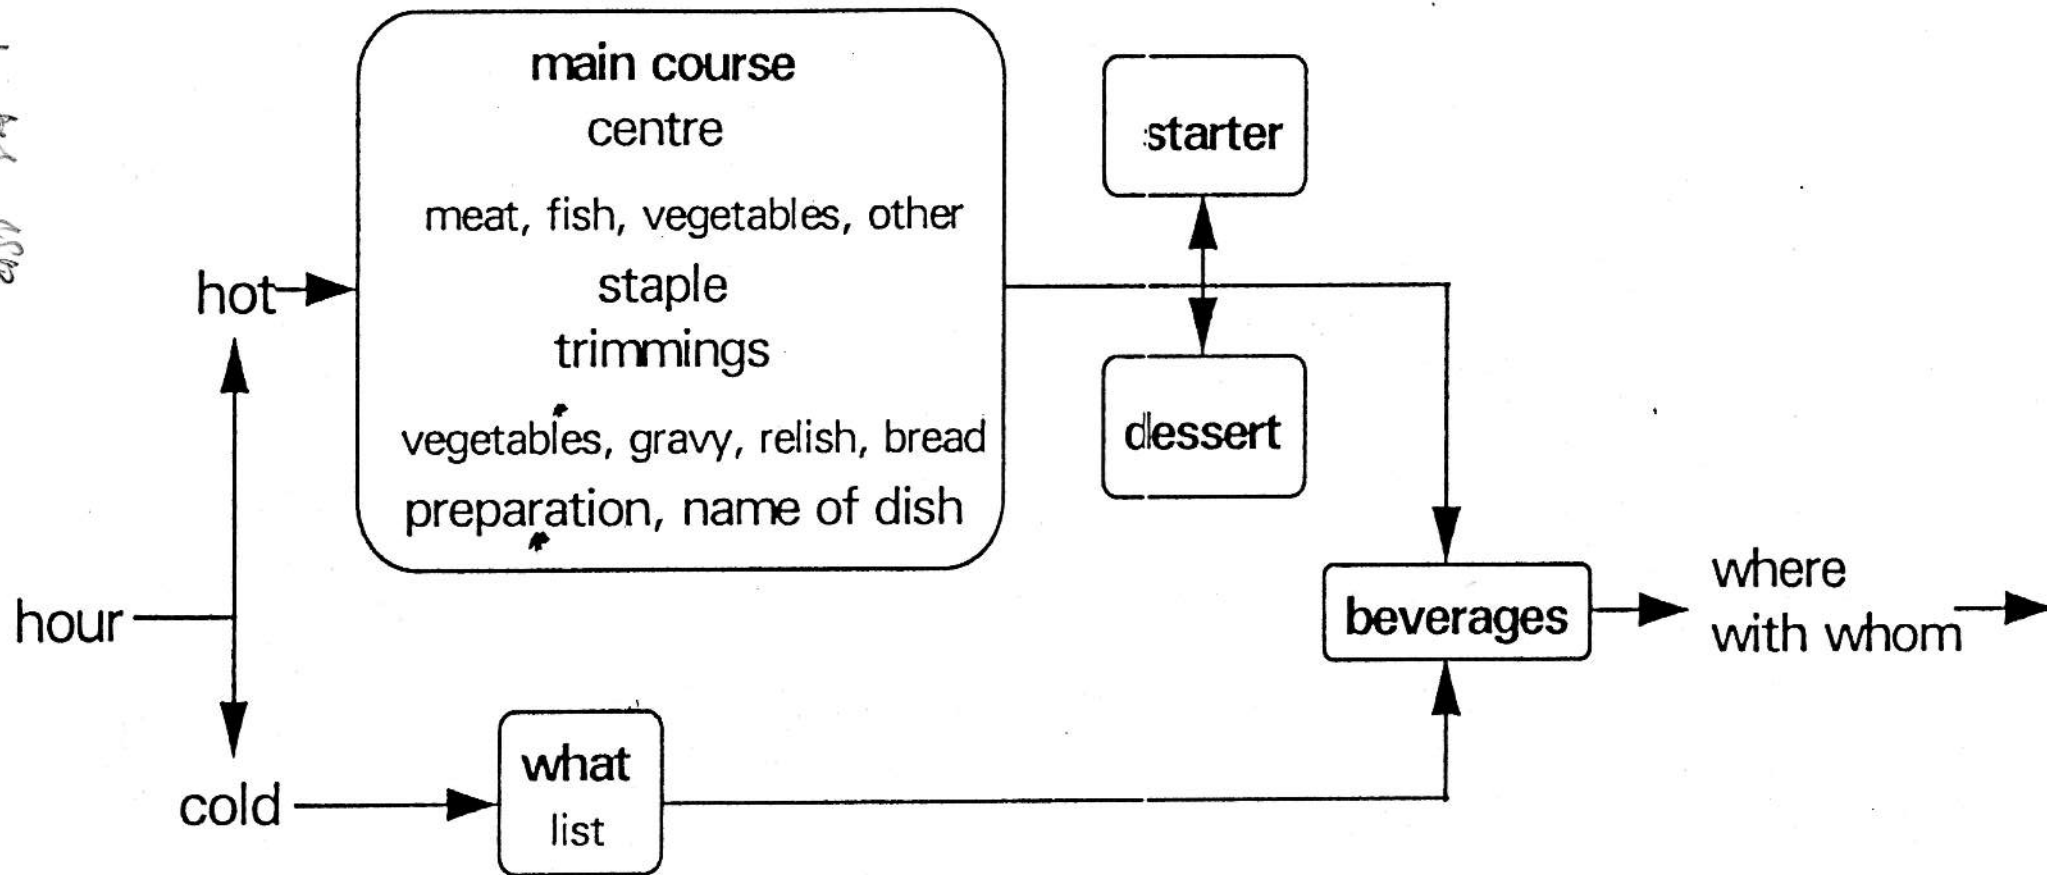 main course
centre
meat, fish, vegetables, other
staple
trimmings
vegetables, gravy, relish, bread
preparation, name of dish
starter
dessert
hot
hour
cold
what
list
beverages
where
with whom